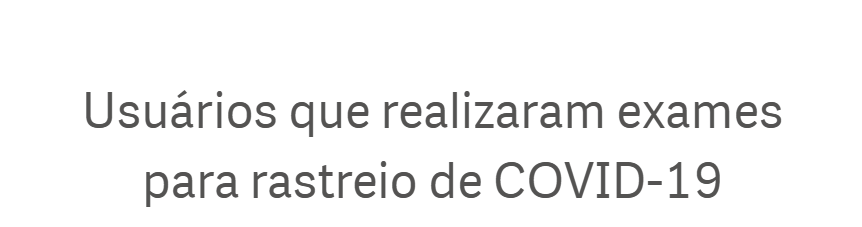 Usuários que realizaram exames
para rastreio de COVID-19